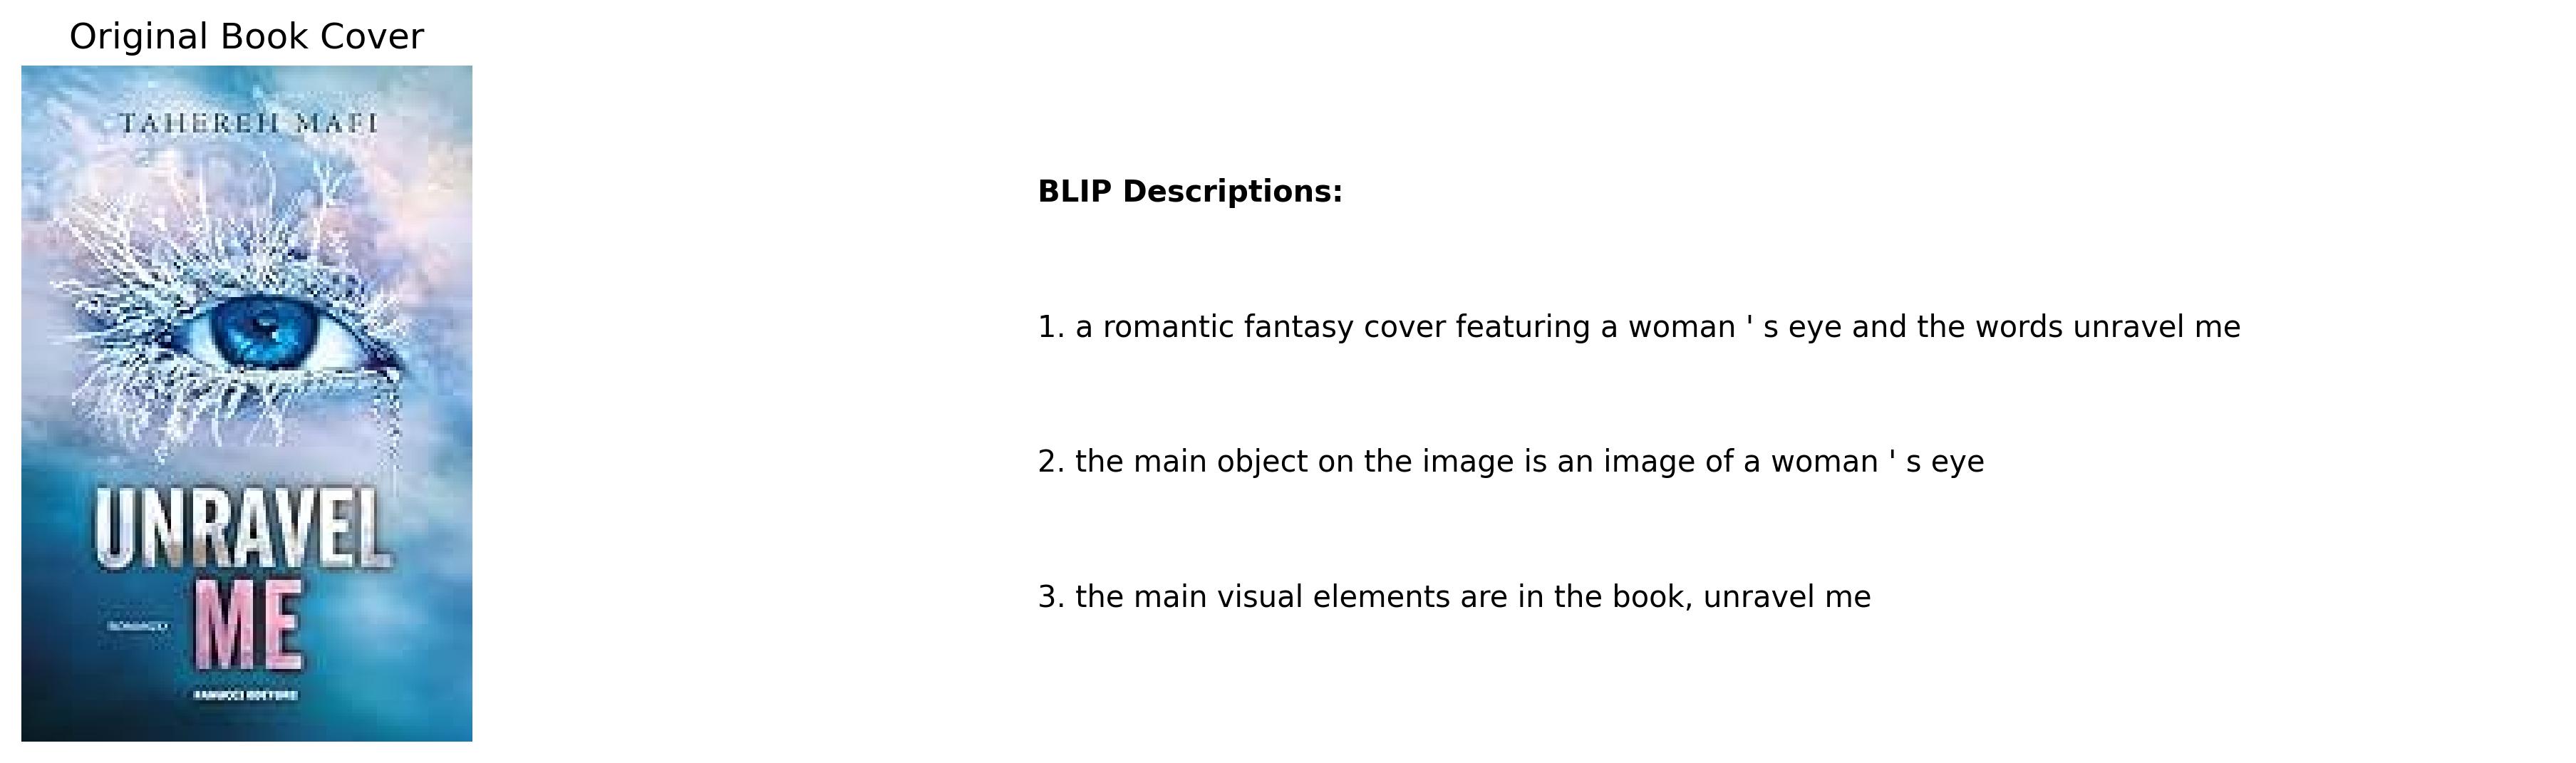 Original Book Cover
TAHEREH MAFI
UNRAVEL
ME
ROMANZO
FANUCCI EDITORE
BLIP Descriptions:
1. a romantic fantasy cover featuring a woman ' s eye and the words unravel me
2. the main object on the image is an image of a woman ' s eye
3. the main visual elements are in the book, unravel me